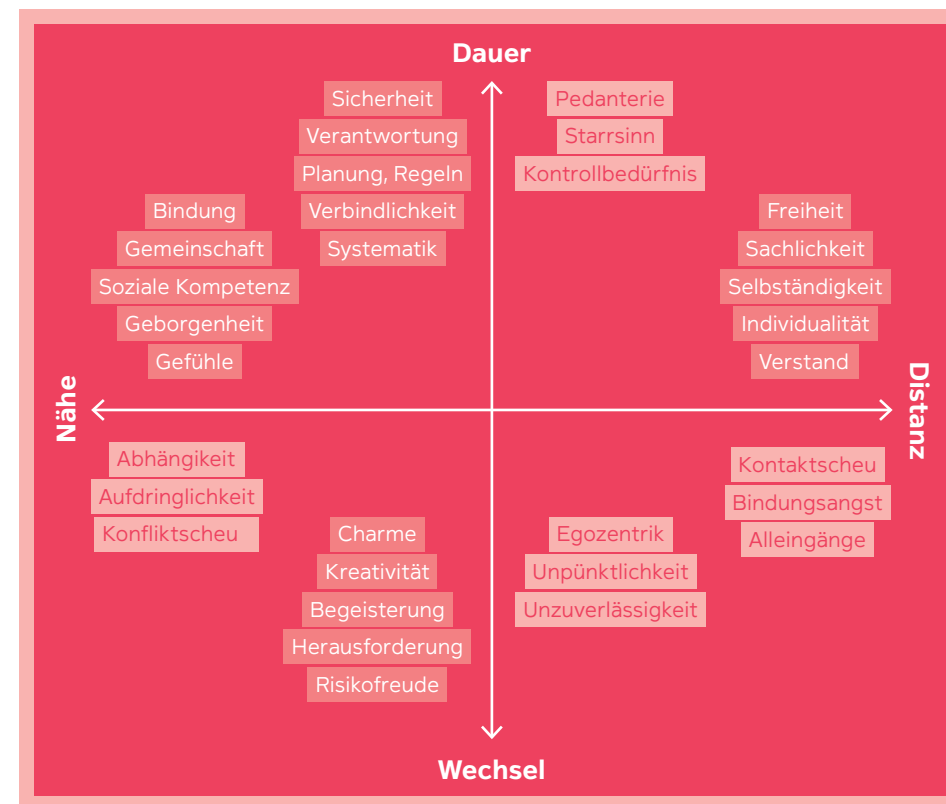 Dauer
Sicherheit
Verantwortung
Planung, Regeln
Verbindlichkeit
Systematik
Pedanterie
Starrsinn
Kontrollbedürfnis
Bindung
Gemeinschaft
Soziale Kompetenz
Geborgenheit
Gefühle
Freiheit
Sachlichkeit
Selbständigkeit
Individualität
Verstand
Nähe
Distanz
Abhängikeit
Aufdringlichkeit
Konfliktscheu
Charme
Kreativität
Begeisterung
Herausforderung
Risikofreude
Egozentrik
Unpünktlichkeit
Unzuverlässigkeit
Kontaktscheu
Bindungsangst
Alleingänge
Wechsel